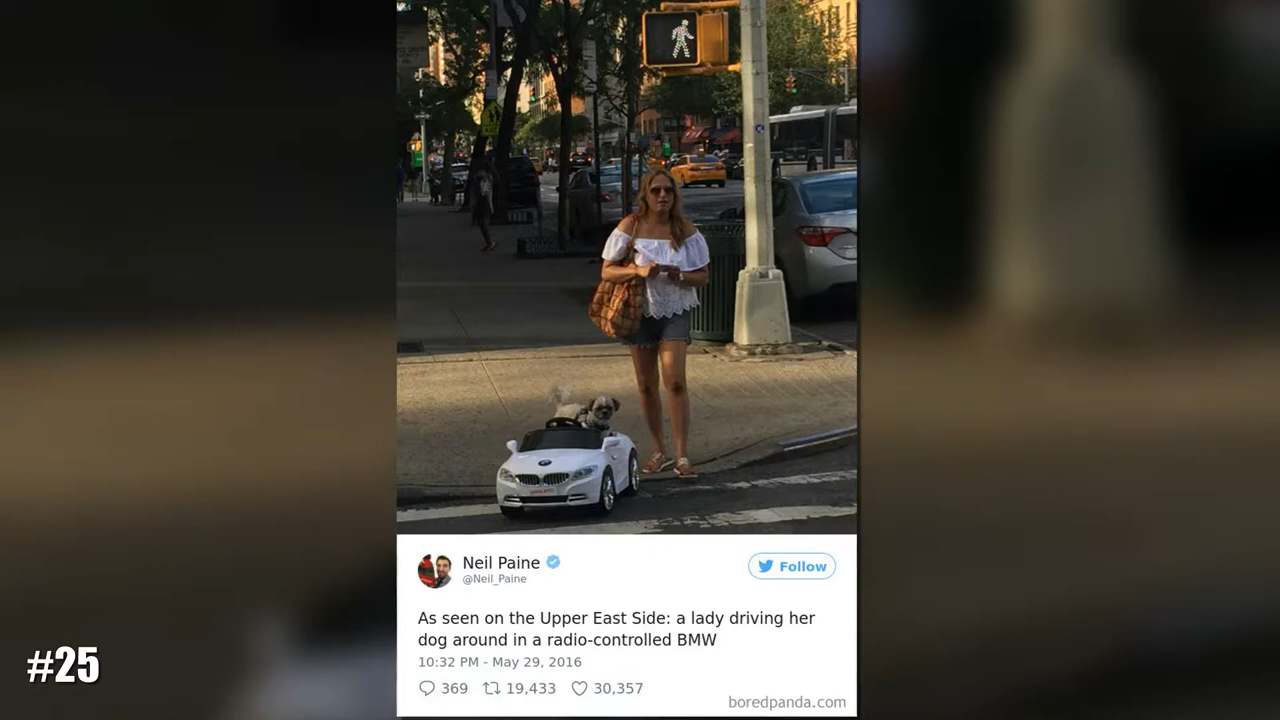 Neil Paine
@Neil_Paine
Follow
As seen on the Upper East Side: a lady driving her
dog around in a radio-controlled BMW
10:32 PM - May 29, 2016
369 19,433 30,357
boredpanda.com
#25